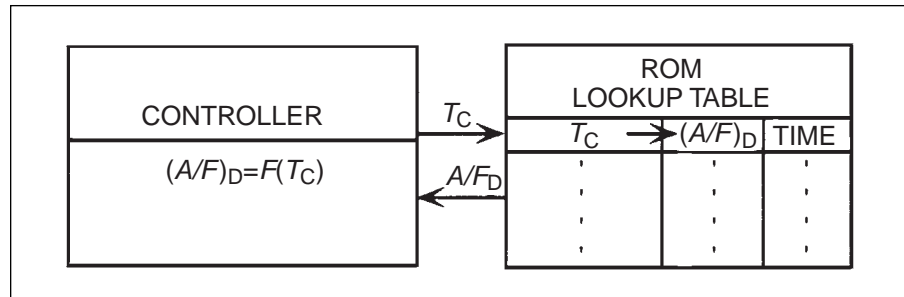 CONTROLLER
(A/F)D=F(TC)
TC
A/FD
ROM
LOOKUP TABLE
TC (A/F)D TIME